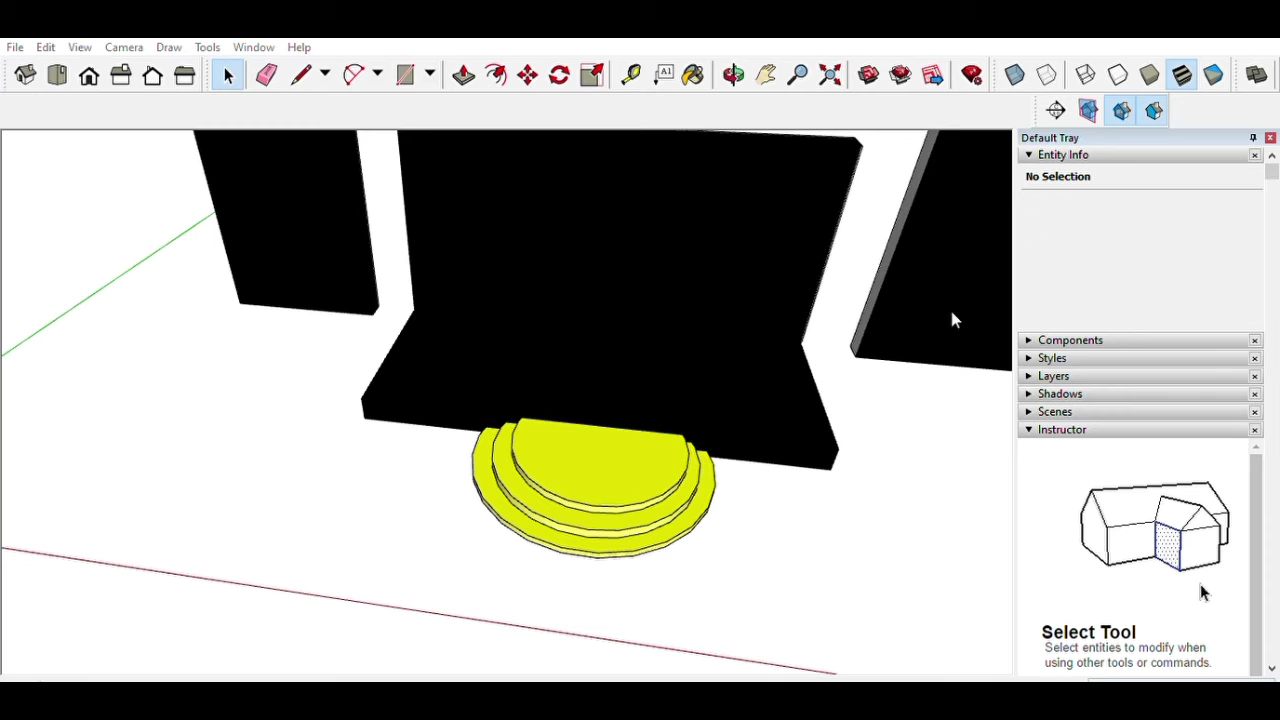 File Edit View Camera Draw Tools Window Help
A1
Default Tray
Entity Info
No Selection
Components
Styles
Layers
Shadows
Scenes
Instructor
Select Tool
Select entities to modify when
using other tools or commands.